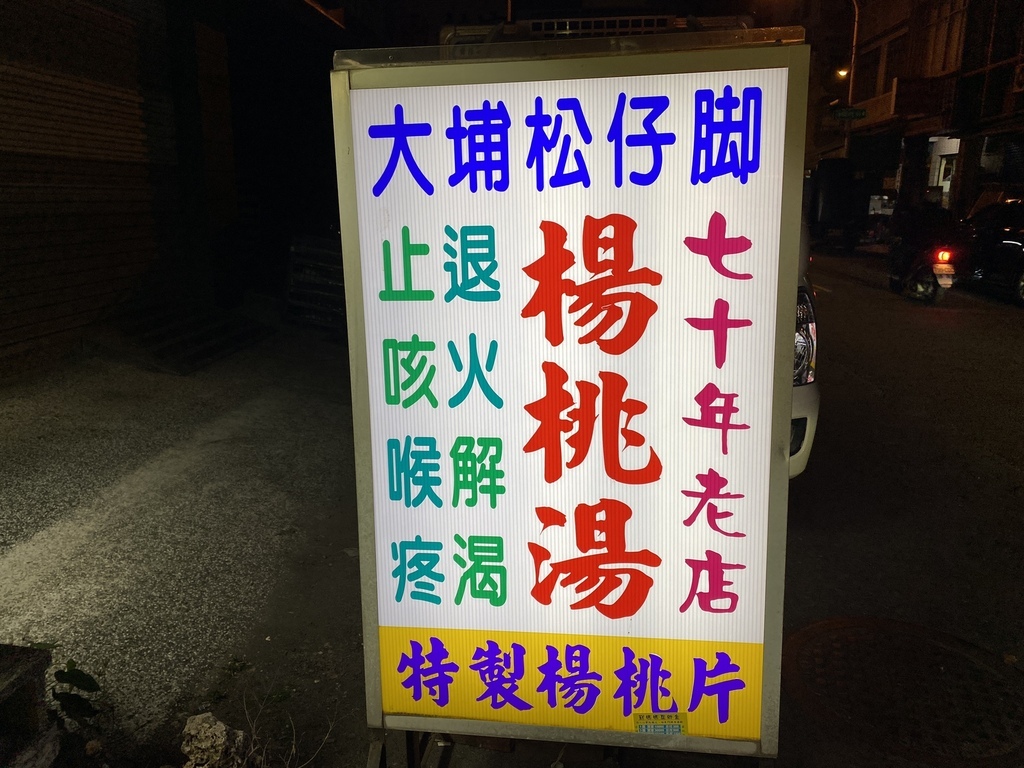 大埔松仔脚
七十年老店
楊桃湯
退火解渴
止咳喉疼
特製楊桃片